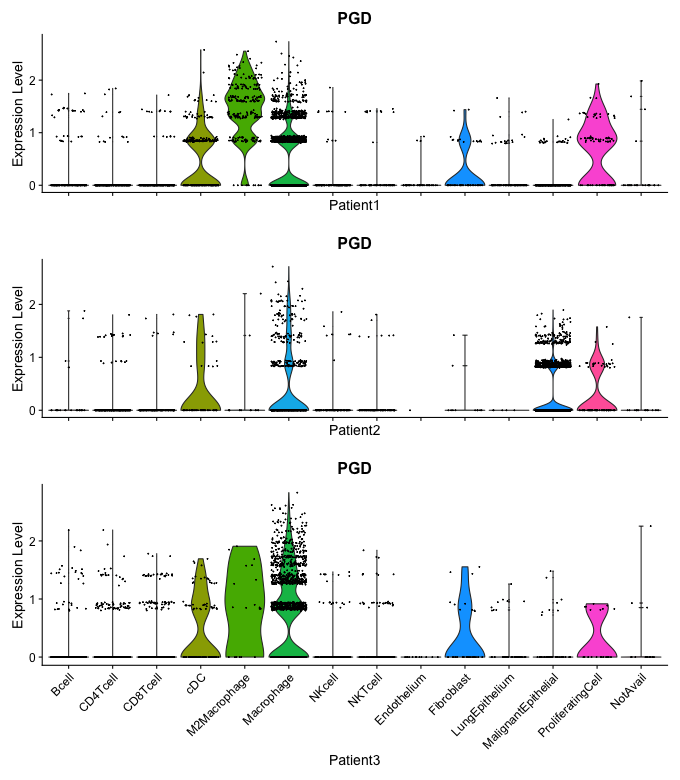 PGD
Expression Level
2
1
0
Patient1
PGD
Expression Level
2
1
0
Patient2
PGD
Expression Level
2
1
0
Bcell
CD4Tcell
CD8Tcell
cDC
M2Macrophage
Macrophage
NKcell
NKTcell
Endothelium
Fibroblast
LungEpithelium
MalignantEpithelial
ProliferatingCell
NotAvail
Patient3